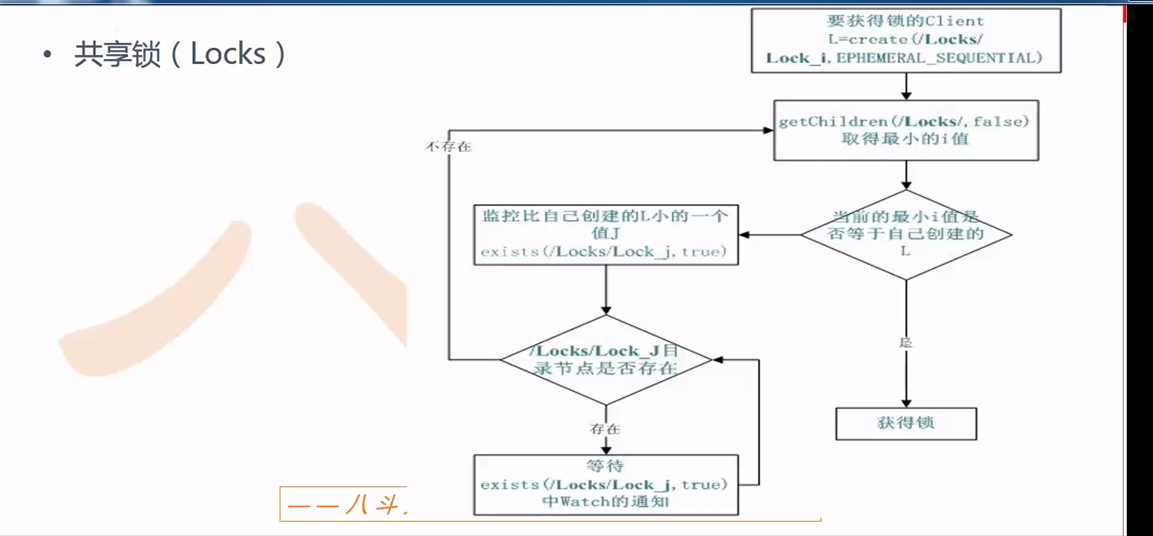 • 共享锁（Locks）
要获得锁的Client
L=create(/Locks/
Lock_i,EPHEMERAL_SEQUENTIAL)
getChildren(/Locks/,false)
取得最小的i值
当前的最小i值是
否等于自己创建的
L
是
获得锁
监控比自己创建的L小的一个
值J
exists(/Locks/Lock_j,true)
/Locks/Lock_J目
录节点是否存在
不存在
存在
等待
exists(/Locks/Lock_j,true)
中Watch的通知
——八斗